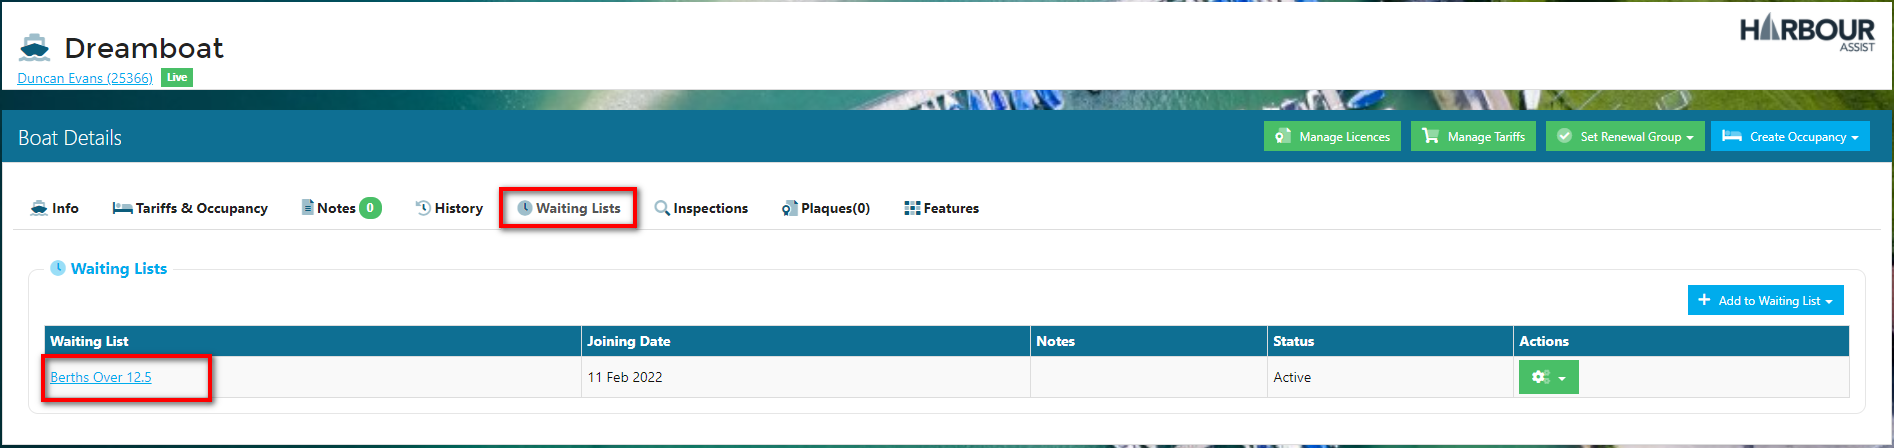 Dreamboat
Duncan Evans (25366) Live
HARBOUR
ASSIST
Boat Details
Manage Licences
Manage Tariffs
Set Renewal Group
Create Occupancy
Info
Tariffs & Occupancy
Notes 0
History
Waiting Lists
Inspections
Plaques(0)
Features
Waiting Lists
Add to Waiting List
Waiting List Joining Date Notes Status Actions
Berths Over 12.5 11 Feb 2022 Active